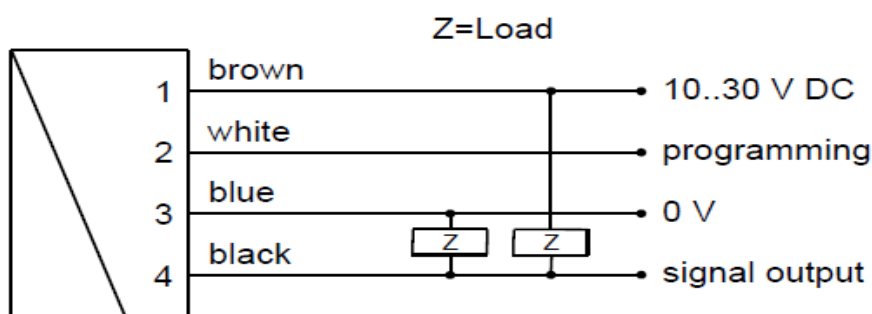 Z=Load
1 brown 10..30 V DC
2 white programming
3 blue 0 V
Z Z
4 black signal output